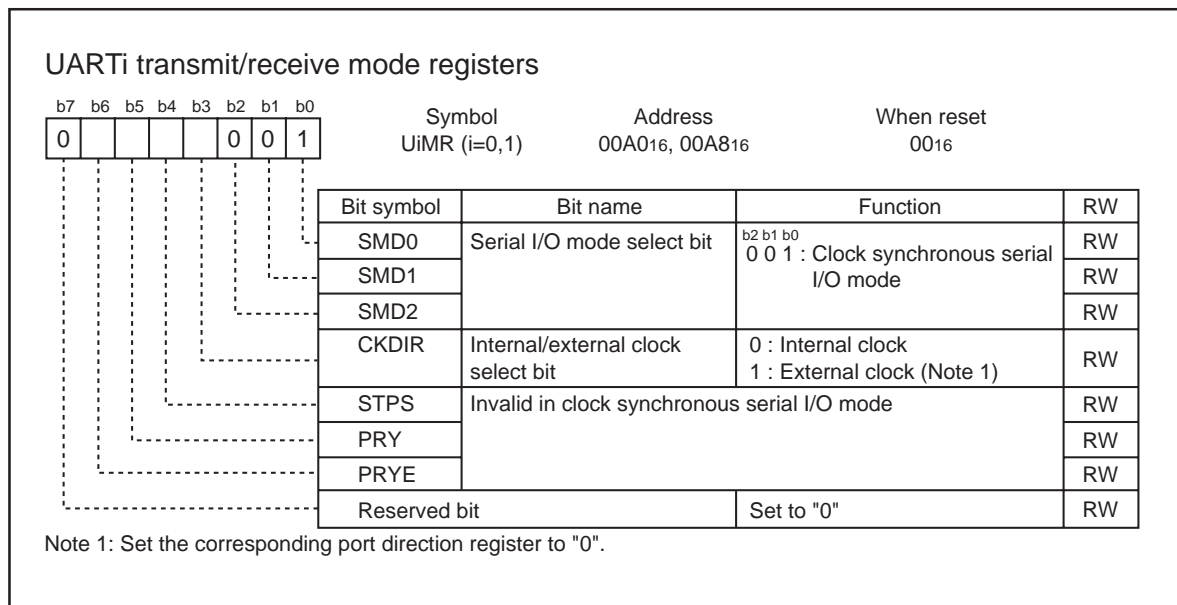 UARTi transmit/receive mode registers
b7 b6 b5 b4 b3 b2 b1 b0
0 0 0 1
Symbol Address When reset
UiMR (i=0,1) 00A016, 00A816 0016
Bit symbol Bit name Function RW
SMD0 Serial I/O mode select bit b2 b1 b0 RW
0 0 1 : Clock synchronous serial
SMD1 I/O mode RW
SMD2 RW
CKDIR Internal/external clock 0 : Internal clock RW
select bit 1 : External clock (Note 1)
STPS Invalid in clock synchronous serial I/O mode RW
PRY RW
PRYE RW
Reserved bit Set to "0" RW
Note 1: Set the corresponding port direction register to "0".